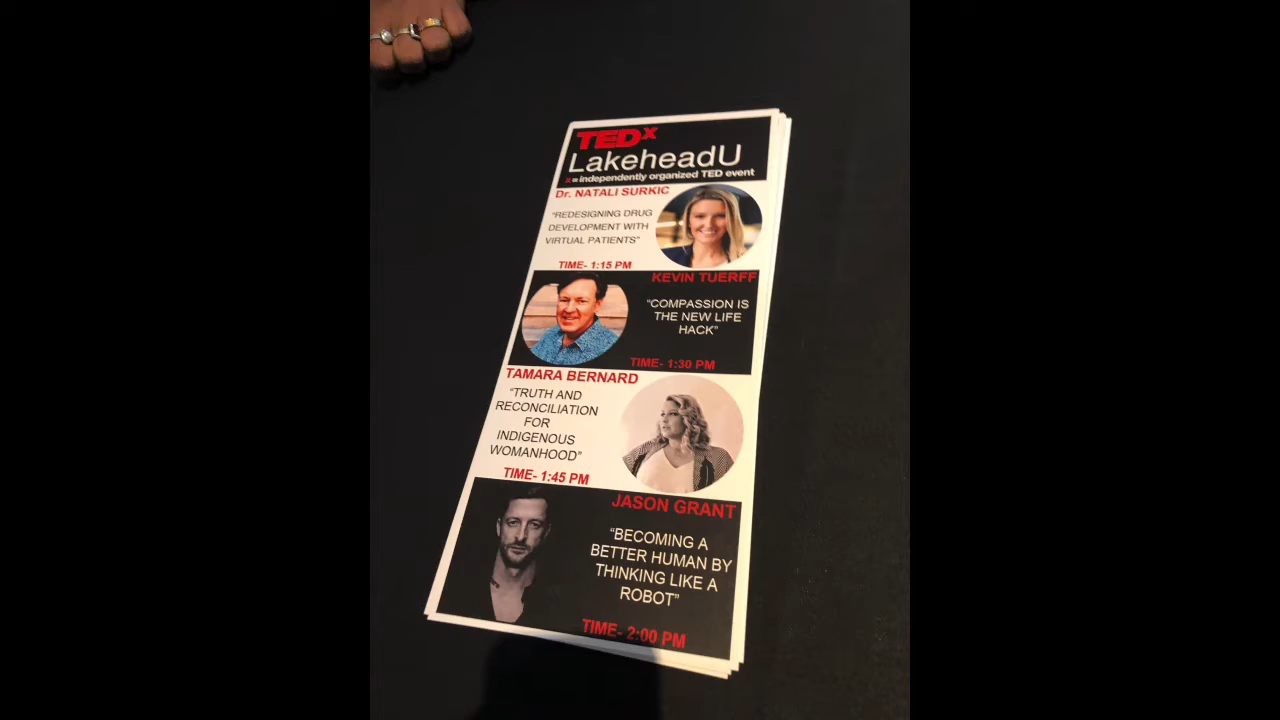 TEDx
LakeheadU
x = independently organized TED event
Dr. NATALI SURKIC
"REDESIGNING DRUG
DEVELOPMENT WITH
VIRTUAL PATIENTS"
TIME- 1:15 PM
KEVIN TUERFF
"COMPASSION IS
THE NEW LIFE
HACK"
TIME- 1:30 PM
TAMARA BERNARD
"TRUTH AND
RECONCILIATION
FOR
INDIGENOUS
WOMANHOOD"
TIME- 1:45 PM
JASON GRANT
"BECOMING A
BETTER HUMAN BY
THINKING LIKE A
ROBOT"
TIME- 2:00 PM